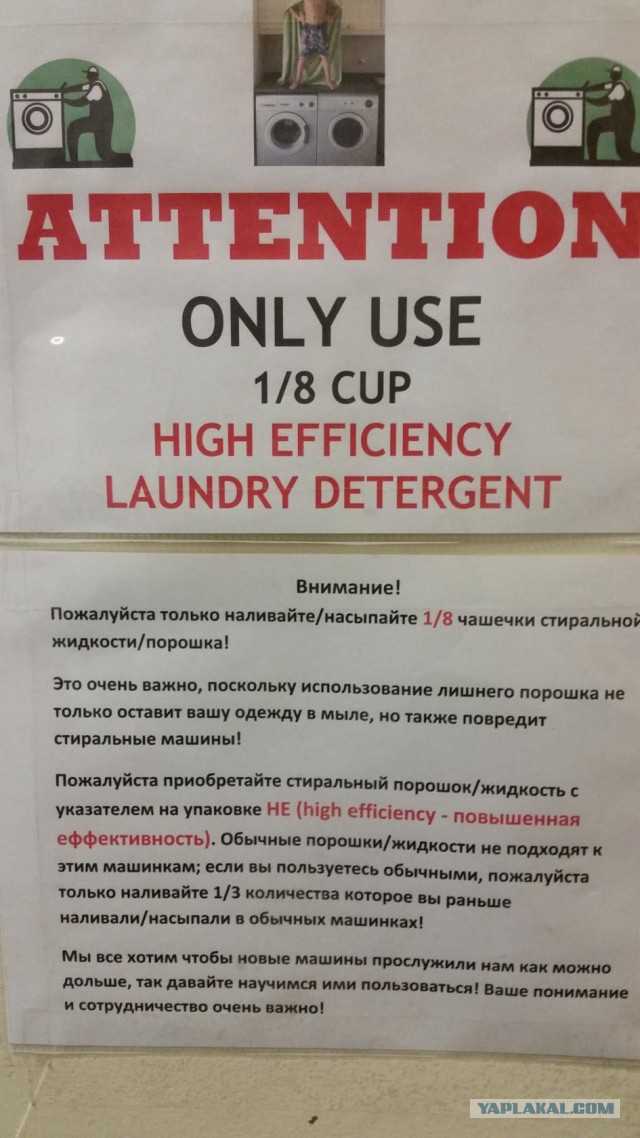 ATTENTION
ONLY USE
1/8 CUP
HIGH EFFICIENCY
LAUNDRY DETERGENT
Внимание!
Пожалуйста только наливайте/насыпайте 1/8 чашечки стиральной
жидкости/порошка!
Это очень важно, поскольку использование лишнего порошка не
только оставит вашу одежду в мыле, но также повредит
стиральные машины!
Пожалуйста приобретайте стиральный порошок/жидкость с
указателем на упаковке HE (high efficiency - повышенная
еффективность). Обычные порошки/жидкости не подходят к
этим машинкам; если вы пользуетесь обычными, пожалуйста
только наливайте 1/3 количества которое вы раньше
наливали/насыпали в обычных машинках!
Мы все хотим чтобы новые машины прослужили нам как можно
дольше, так давайте научимся ими пользоваться! Ваше понимание
и сотрудничество очень важно!
YAPLAKAL.COM